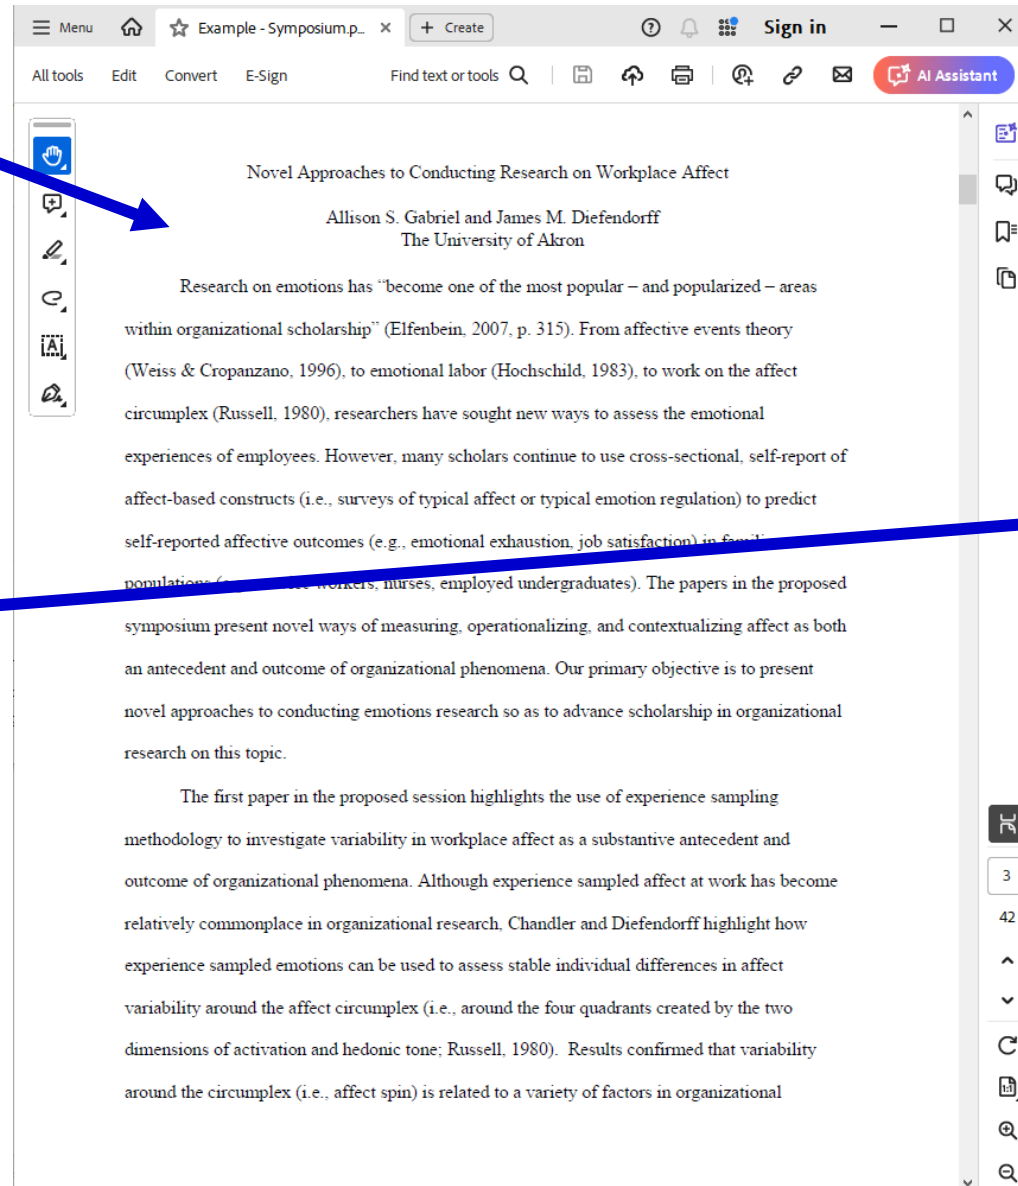 Menu
Example - Symposium.p...
+ Create
Sign in
All tools
Edit
Convert
E-Sign
Find text or tools
AI Assistant
Novel Approaches to Conducting Research on Workplace Affect
Allison S. Gabriel and James M. Diefendorff
The University of Akron
Research on emotions has “become one of the most popular – and popularized – areas
within organizational scholarship” (Elfenbein, 2007, p. 315). From affective events theory
(Weiss & Cropanzano, 1996), to emotional labor (Hochschild, 1983), to work on the affect
circumplex (Russell, 1980), researchers have sought new ways to assess the emotional
experiences of employees. However, many scholars continue to use cross-sectional, self-report of
affect-based constructs (i.e., surveys of typical affect or typical emotion regulation) to predict
self-reported affective outcomes (e.g., emotional exhaustion, job satisfaction) in
populations workers, nurses, employed undergraduates). The papers in the proposed
symposium present novel ways of measuring, operationalizing, and contextualizing affect as both
an antecedent and outcome of organizational phenomena. Our primary objective is to present
novel approaches to conducting emotions research so as to advance scholarship in organizational
research on this topic.
The first paper in the proposed session highlights the use of experience sampling
methodology to investigate variability in workplace affect as a substantive antecedent and
outcome of organizational phenomena. Although experience sampled affect at work has become
relatively commonplace in organizational research, Chandler and Diefendorff highlight how
experience sampled emotions can be used to assess stable individual differences in affect
variability around the affect circumplex (i.e., around the four quadrants created by the two
dimensions of activation and hedonic tone; Russell, 1980).  Results confirmed that variability
around the circumplex (i.e., affect spin) is related to a variety of factors in organizational
3
42